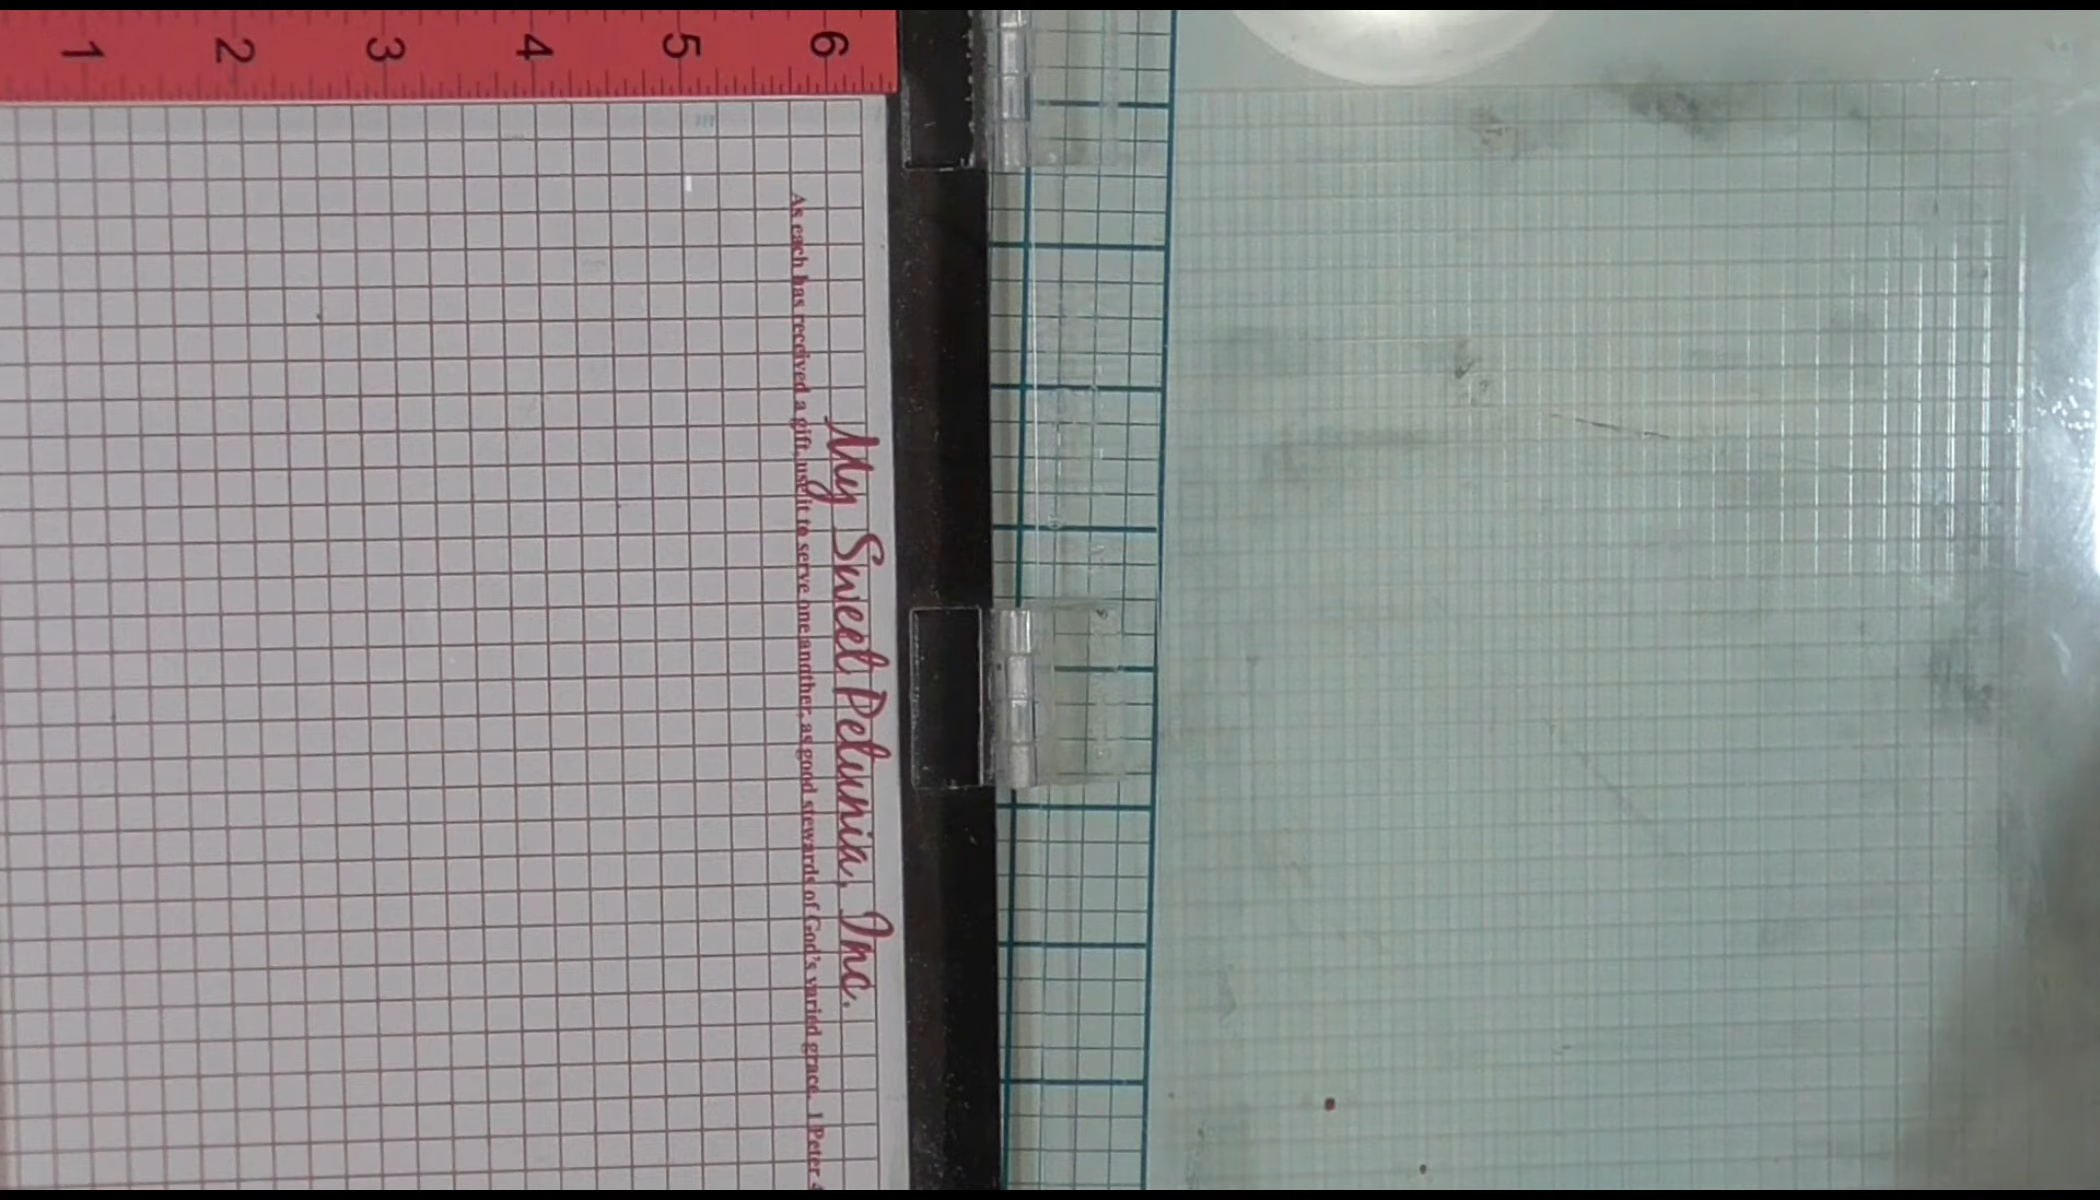 1 2 3 4 5 6
My Sweet Petunia, Inc.
As each has received a gift, use it to serve one another, as good stewards of God's varied grace. 1 Peter 4